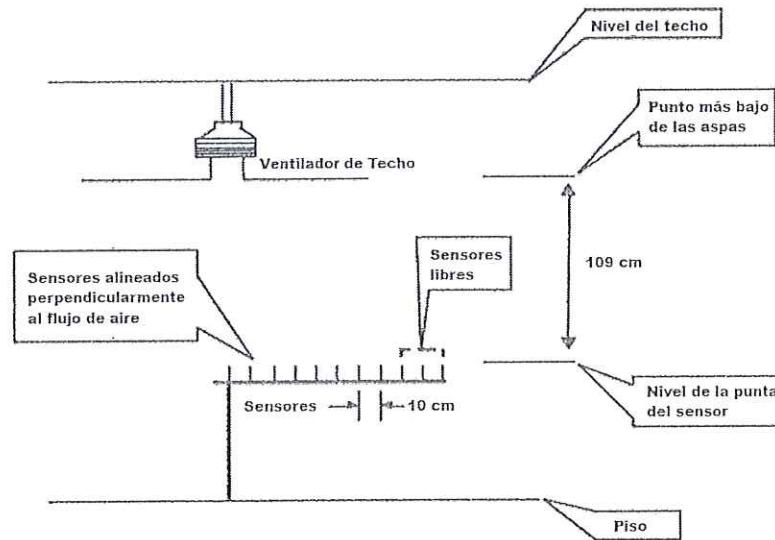 Nivel del techo
Punto más bajo
de las aspas
Ventilador de Techo
Sensores
libres
109 cm
Sensores alineados
perpendicularmente
al flujo de aire
Sensores
10 cm
Nivel de la punta
del sensor
Piso